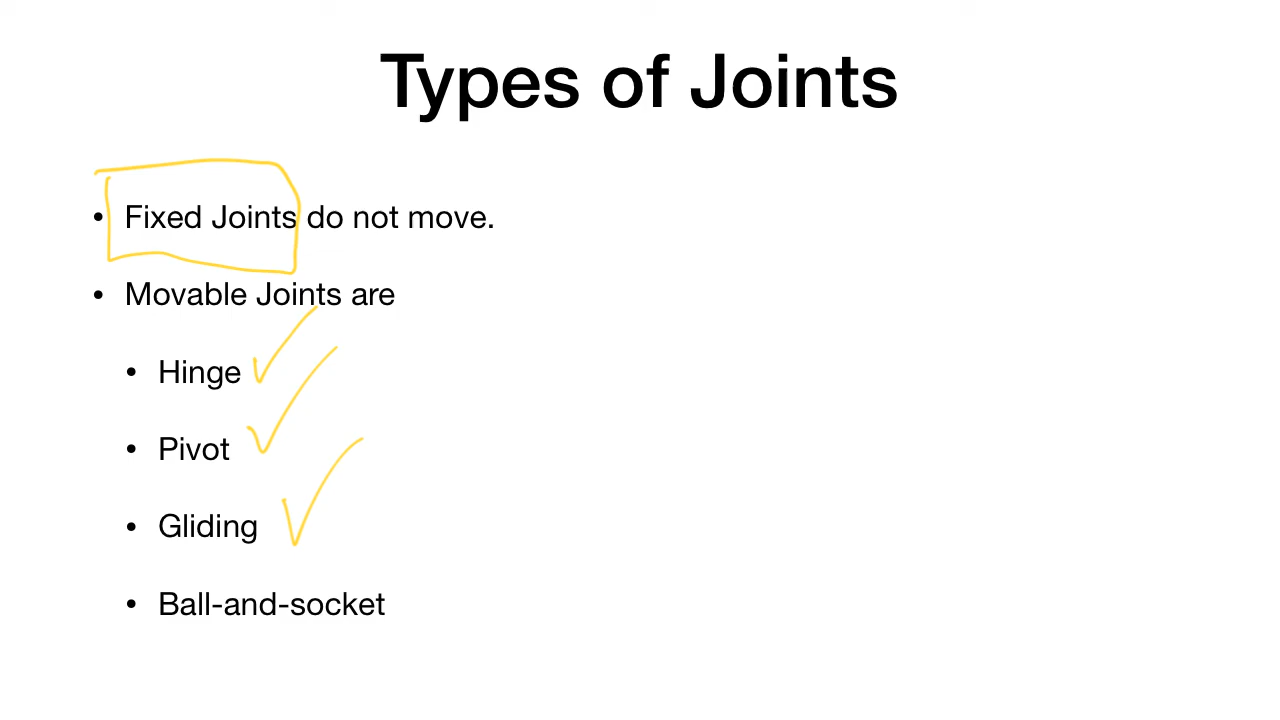 Types of Joints
• Fixed Joints do not move.
• Movable Joints are
• Hinge
• Pivot
• Gliding
• Ball-and-socket